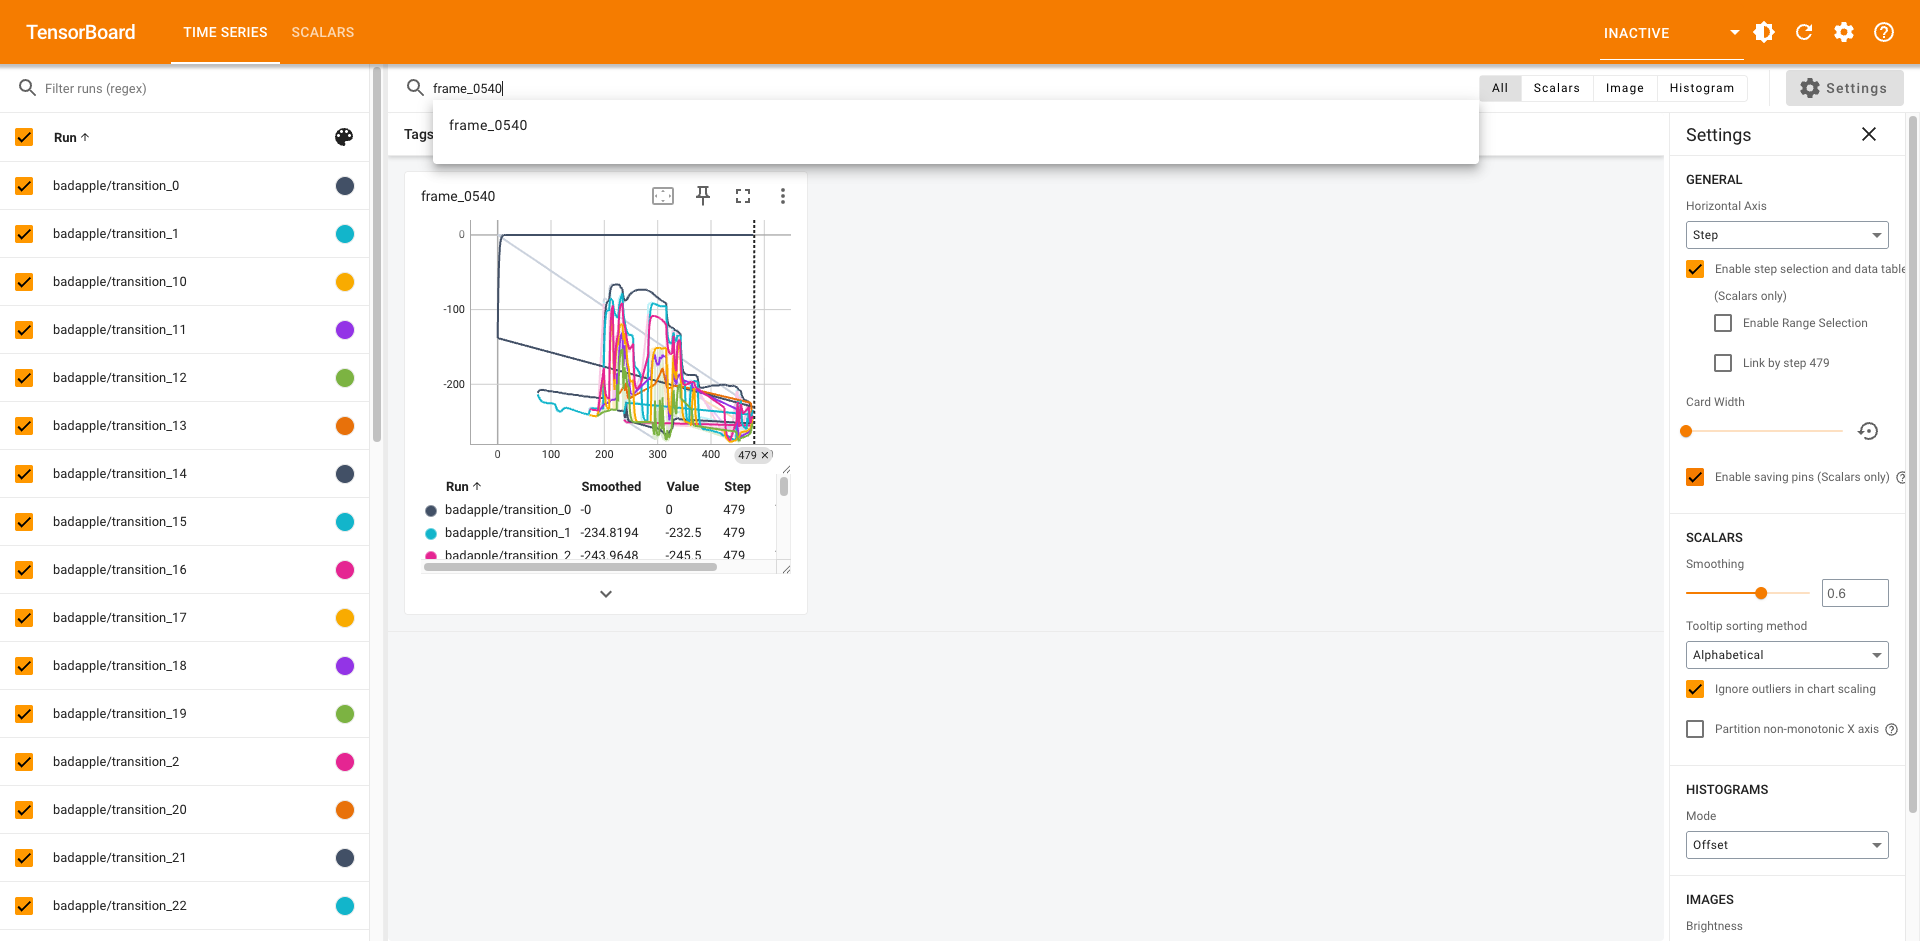 TensorBoard
TIME SERIES
SCALARS
INACTIVE
Filter runs (regex)
frame_0540
All
Scalars
Image
Histogram
Settings
frame_0540
Run
Tags
badapple/transition_0
badapple/transition_1
badapple/transition_10
badapple/transition_11
badapple/transition_12
badapple/transition_13
badapple/transition_14
badapple/transition_15
badapple/transition_16
badapple/transition_17
badapple/transition_18
badapple/transition_19
badapple/transition_2
badapple/transition_20
badapple/transition_21
badapple/transition_22
frame_0540
0
-100
-200
0 100 200 300 400 479
Run Smoothed Value Step
badapple/transition_0 -0 0 479
badapple/transition_1 -234.8194 -232.5 479
badapple/transition_2 -243.9648 -245.5 479
Settings
GENERAL
Horizontal Axis
Step
Enable step selection and data table
(Scalars only)
Enable Range Selection
Link by step 479
Card Width
Enable saving pins (Scalars only)
SCALARS
Smoothing
0.6
Tooltip sorting method
Alphabetical
Ignore outliers in chart scaling
Partition non-monotonic X axis
HISTOGRAMS
Mode
Offset
IMAGES
Brightness